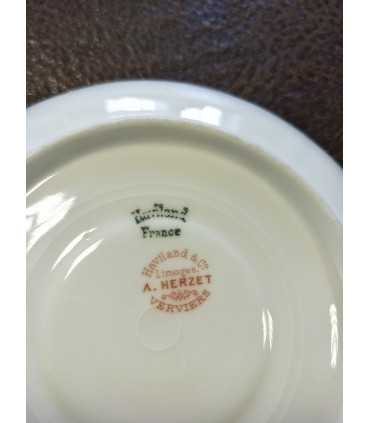 Haviland
France
Haviland & Co
Limoges
A. HERZET
VERVIERS